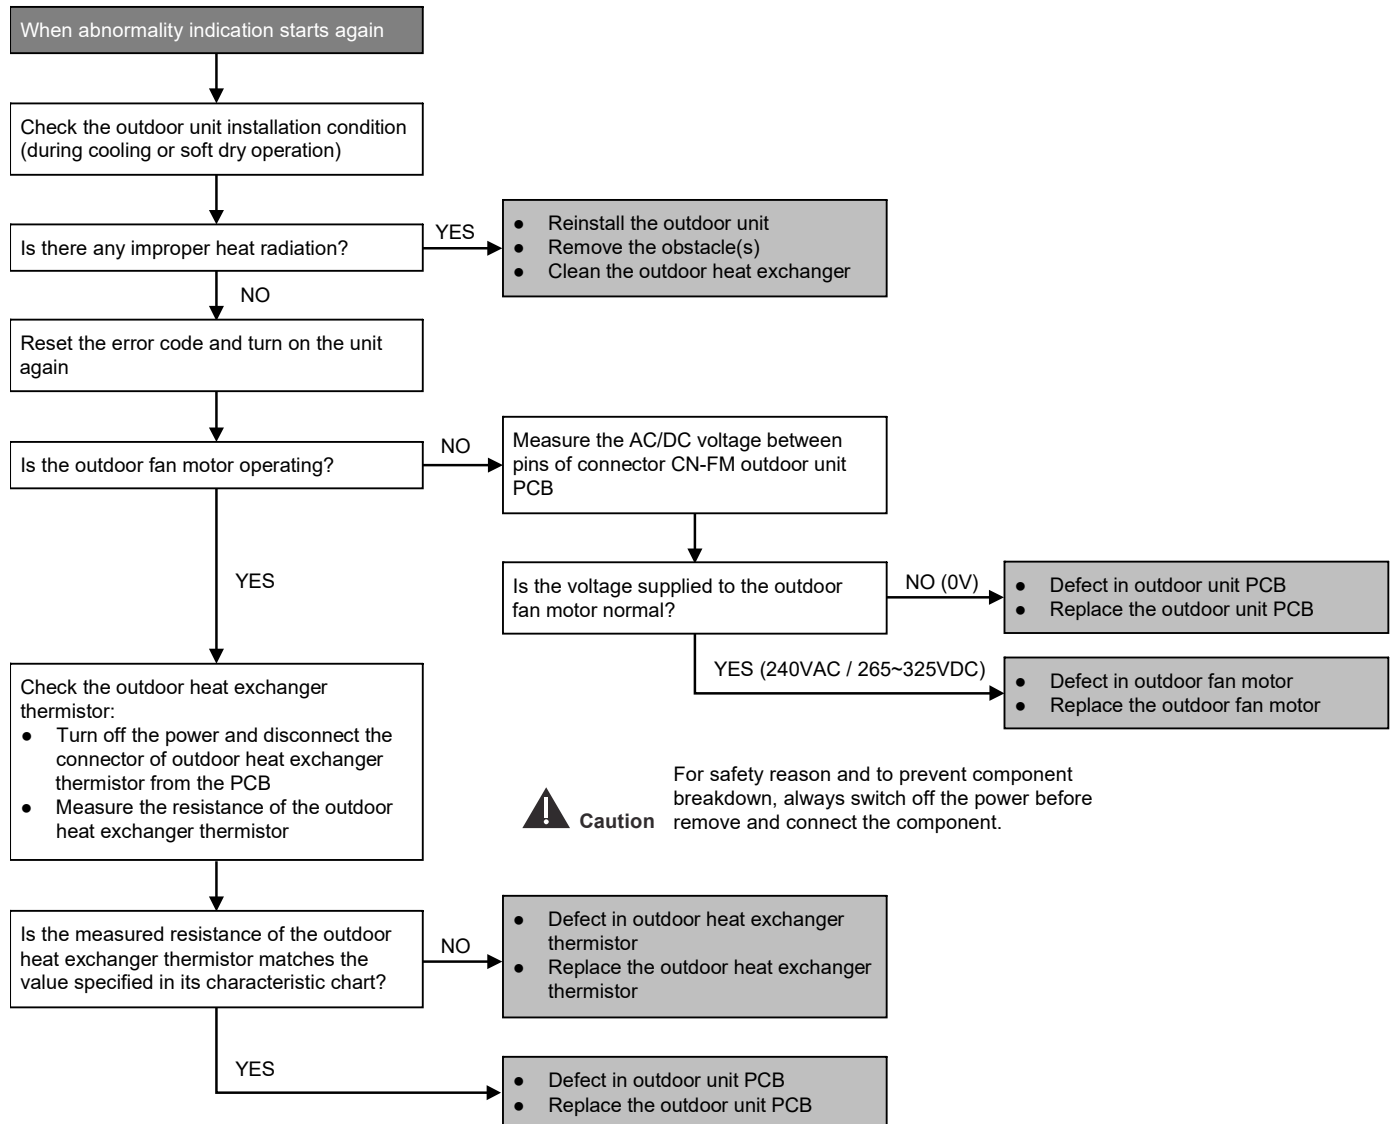 When abnormality indication starts again
Check the outdoor unit installation condition
(during cooling or soft dry operation)
Is there any improper heat radiation?
YES
● Reinstall the outdoor unit
● Remove the obstacle(s)
● Clean the outdoor heat exchanger
NO
Reset the error code and turn on the unit
again
Is the outdoor fan motor operating?
NO
Measure the AC/DC voltage between
pins of connector CN-FM outdoor unit
PCB
YES
Is the voltage supplied to the outdoor
fan motor normal?
NO (0V)
● Defect in outdoor unit PCB
● Replace the outdoor unit PCB
YES (240VAC / 265~325VDC)
● Defect in outdoor fan motor
● Replace the outdoor fan motor
Check the outdoor heat exchanger
thermistor:
● Turn off the power and disconnect the
connector of outdoor heat exchanger
thermistor from the PCB
● Measure the resistance of the outdoor
heat exchanger thermistor
Caution
For safety reason and to prevent component
breakdown, always switch off the power before
remove and connect the component.
Is the measured resistance of the outdoor
heat exchanger thermistor matches the
value specified in its characteristic chart?
NO
● Defect in outdoor heat exchanger
thermistor
● Replace the outdoor heat exchanger
thermistor
YES
● Defect in outdoor unit PCB
● Replace the outdoor unit PCB